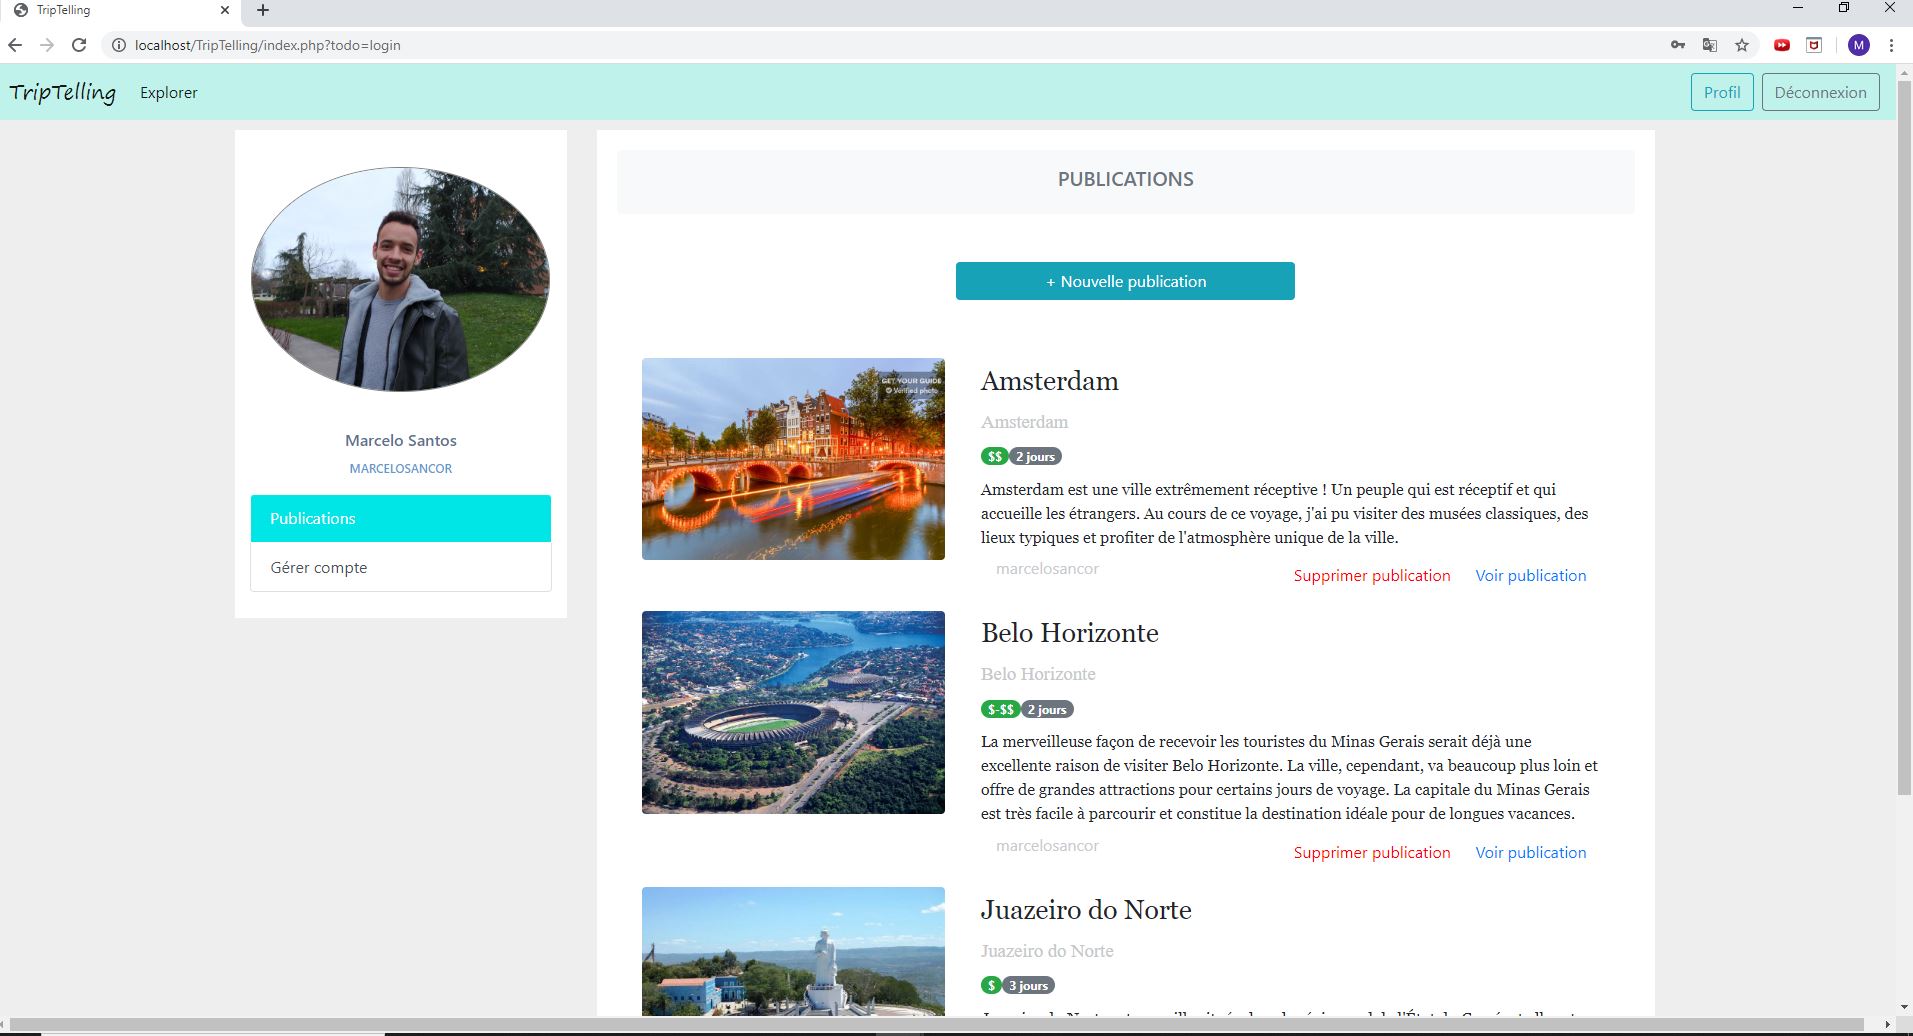 TripTelling
localhost/TripTelling/index.php?todo=login
M
TripTelling
Explorer
Profil
Déconnexion
Marcelo Santos
MARCELOSANCOR
Publications
Gérer compte
PUBLICATIONS
+ Nouvelle publication
GET YOUR GUIDE
Verified photo
Amsterdam
Amsterdam
$$ 2 jours
Amsterdam est une ville extrêmement réceptive ! Un peuple qui est réceptif et qui
accueille les étrangers. Au cours de ce voyage, j'ai pu visiter des musées classiques, des
lieux typiques et profiter de l'atmosphère unique de la ville.
marcelosancor
Supprimer publication
Voir publication
Belo Horizonte
Belo Horizonte
$-$$ 2 jours
La merveilleuse façon de recevoir les touristes du Minas Gerais serait déjà une
excellente raison de visiter Belo Horizonte. La ville, cependant, va beaucoup plus loin et
offre de grandes attractions pour certains jours de voyage. La capitale du Minas Gerais
est très facile à parcourir et constitue la destination idéale pour de longues vacances.
marcelosancor
Supprimer publication
Voir publication
Juazeiro do Norte
Juazeiro do Norte
$ 3 jours